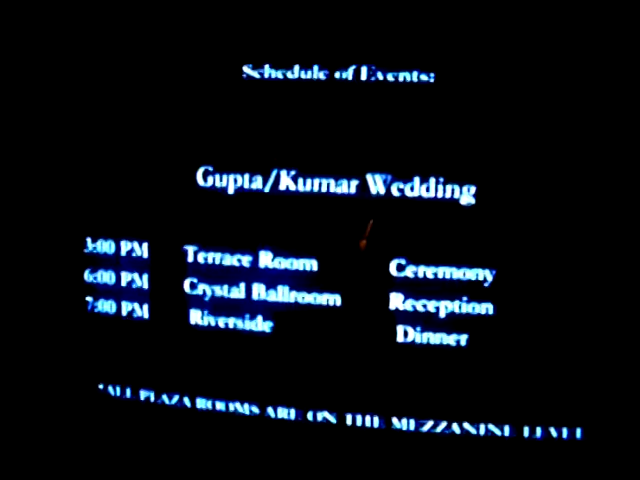 Schedule of Events:
Gupta/Kumar Wedding
3:00 PM Terrace Room Ceremony
6:00 PM Crystal Ballroom Reception
7:00 PM Riverside Dinner
*ALL PLAZA ROOMS ARE ON THE MEZZANINE LEVEL